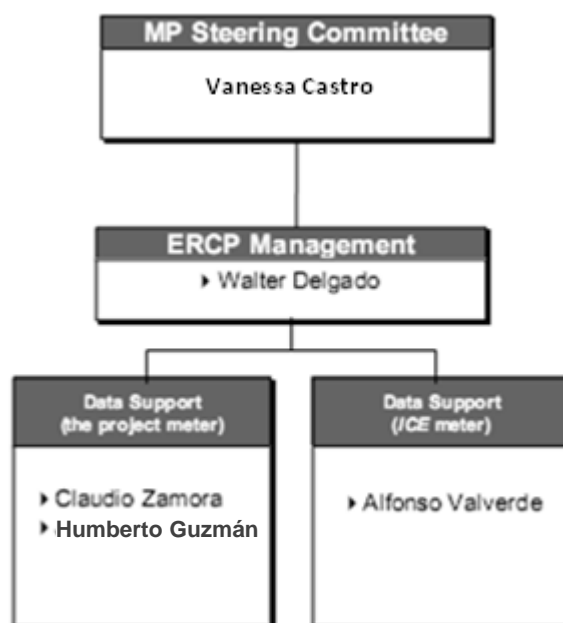 MP Steering Committee
Vanessa Castro
ERCP Management
Walter Delgado
Data Support
(the project meter)
Claudio Zamora
Humberto Guzmán
Data Support
(ICE meter)
Alfonso Valverde